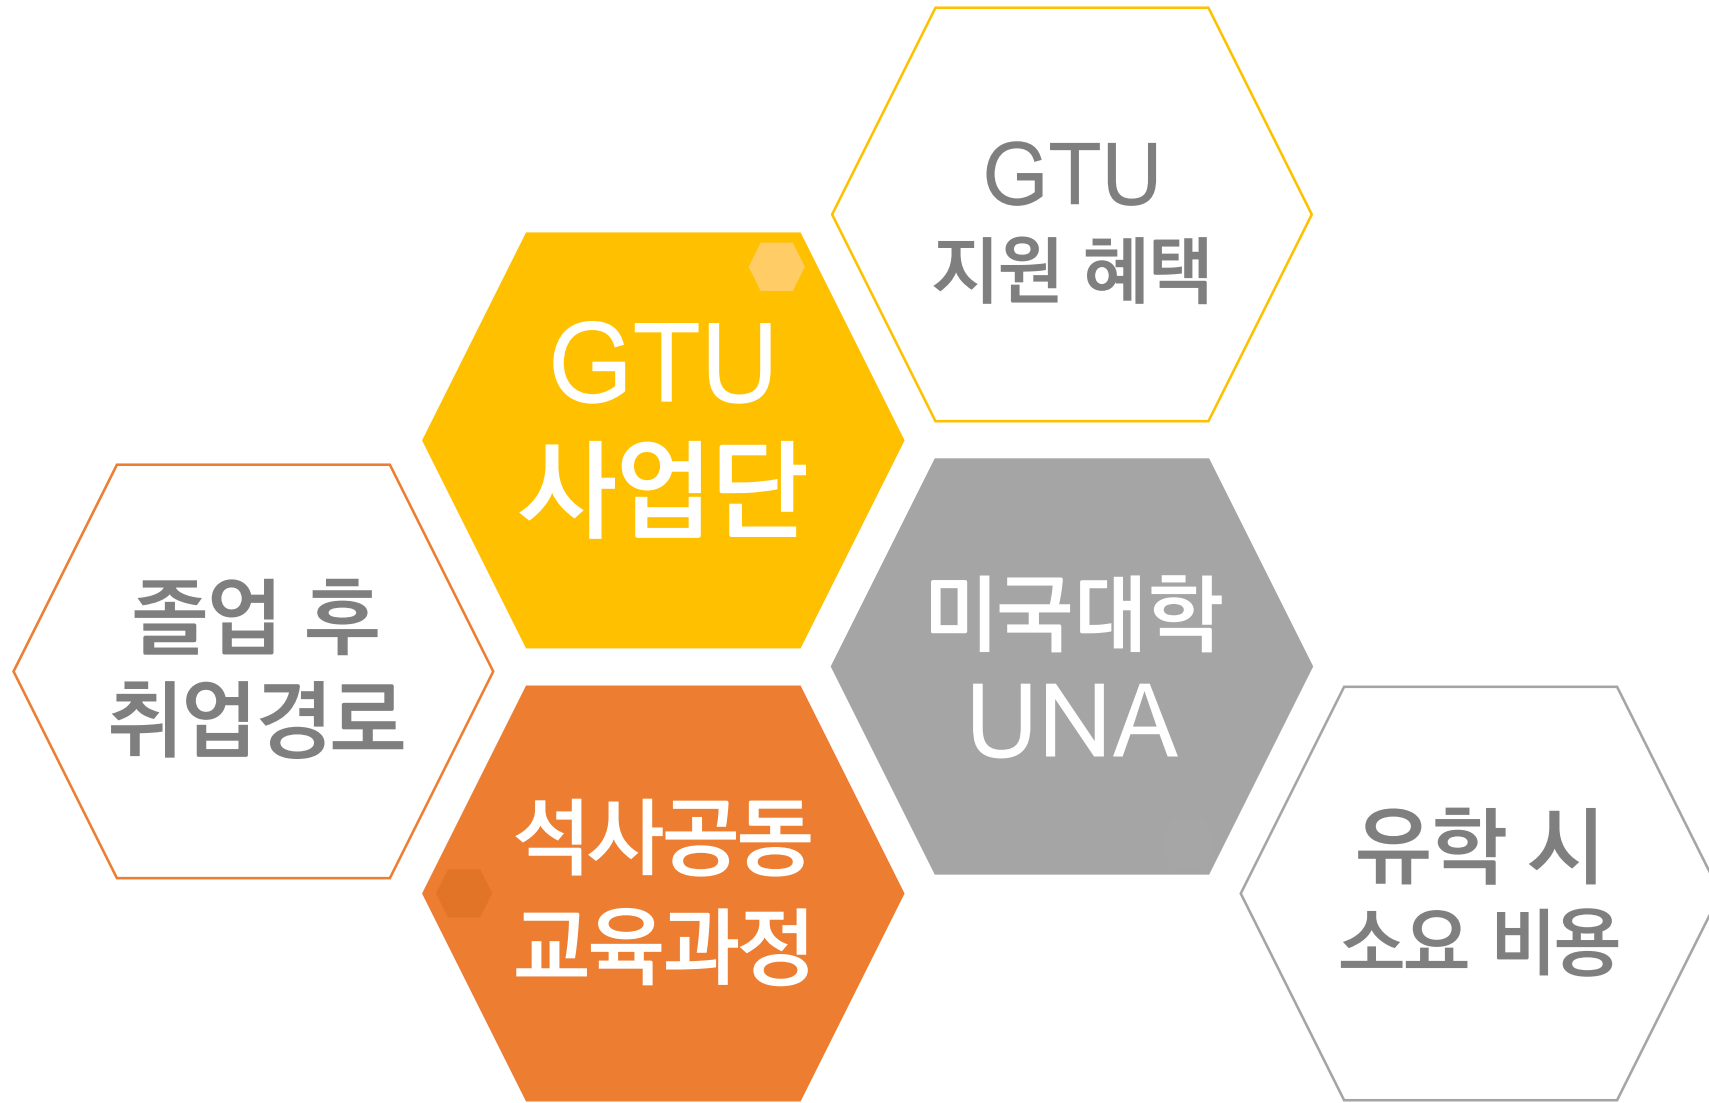 GTU
지원 혜택
GTU
사업단
졸업 후
취업경로
미국대학
UNA
석사공동
교육과정
유학 시
소요 비용